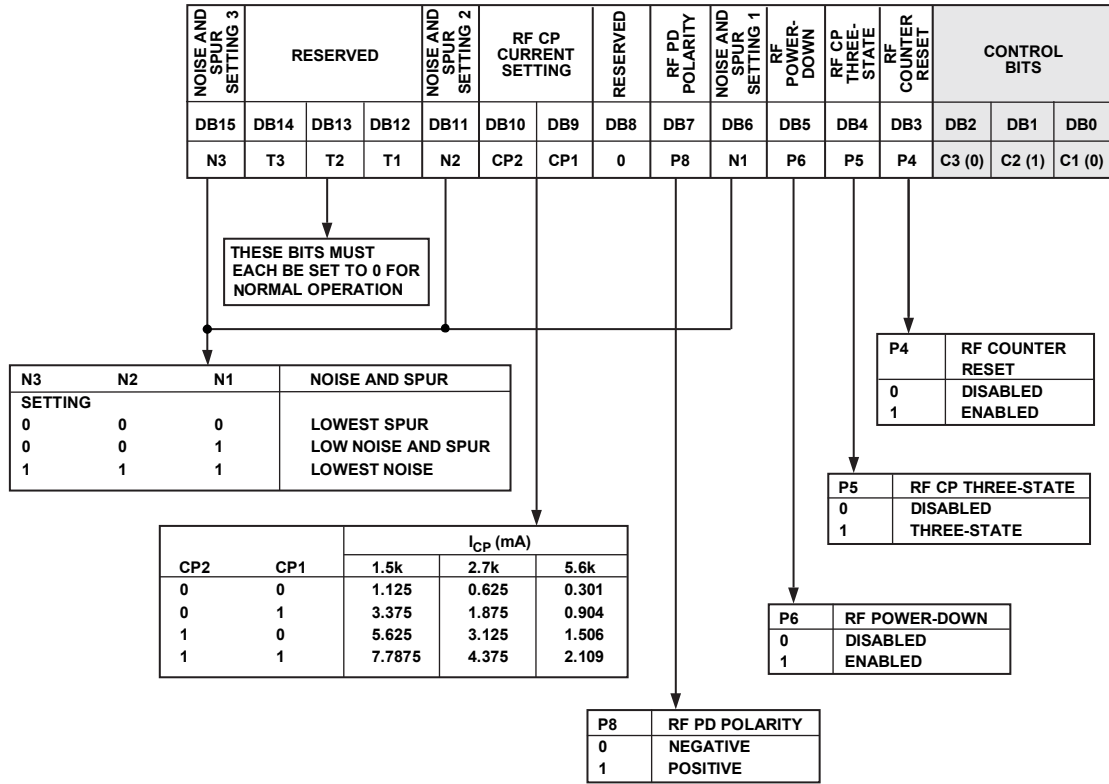 NOISE AND
SPUR
SETTING 3
RESERVED
NOISE AND
SPUR
SETTING 2
RF CP
CURRENT
SETTING
RESERVED
RF PD
POLARITY
NOISE AND
SPUR
SETTING 1
RF
POWER-
DOWN
RF CP
THREE-
STATE
RF
COUNTER
RESET
CONTROL
BITS
DB15 DB14 DB13 DB12 DB11 DB10 DB9 DB8 DB7 DB6 DB5 DB4 DB3 DB2 DB1 DB0
N3 T3 T2 T1 N2 CP2 CP1 0 P8 N1 P6 P5 P4 C3 (0) C2 (1) C1 (0)
THESE BITS MUST
EACH BE SET TO 0 FOR
NORMAL OPERATION
N3 N2 N1 NOISE AND SPUR
SETTING
0 0 0 LOWEST SPUR
0 0 1 LOW NOISE AND SPUR
1 1 1 LOWEST NOISE
P4 RF COUNTER
RESET
0 DISABLED
1 ENABLED
P5 RF CP THREE-STATE
0 DISABLED
1 THREE-STATE
ICP (mA)
CP2 CP1 1.5k 2.7k 5.6k
0 0 1.125 0.625 0.301
0 1 3.375 1.875 0.904
1 0 5.625 3.125 1.506
1 1 7.7875 4.375 2.109
P6 RF POWER-DOWN
0 DISABLED
1 ENABLED
P8 RF PD POLARITY
0 NEGATIVE
1 POSITIVE